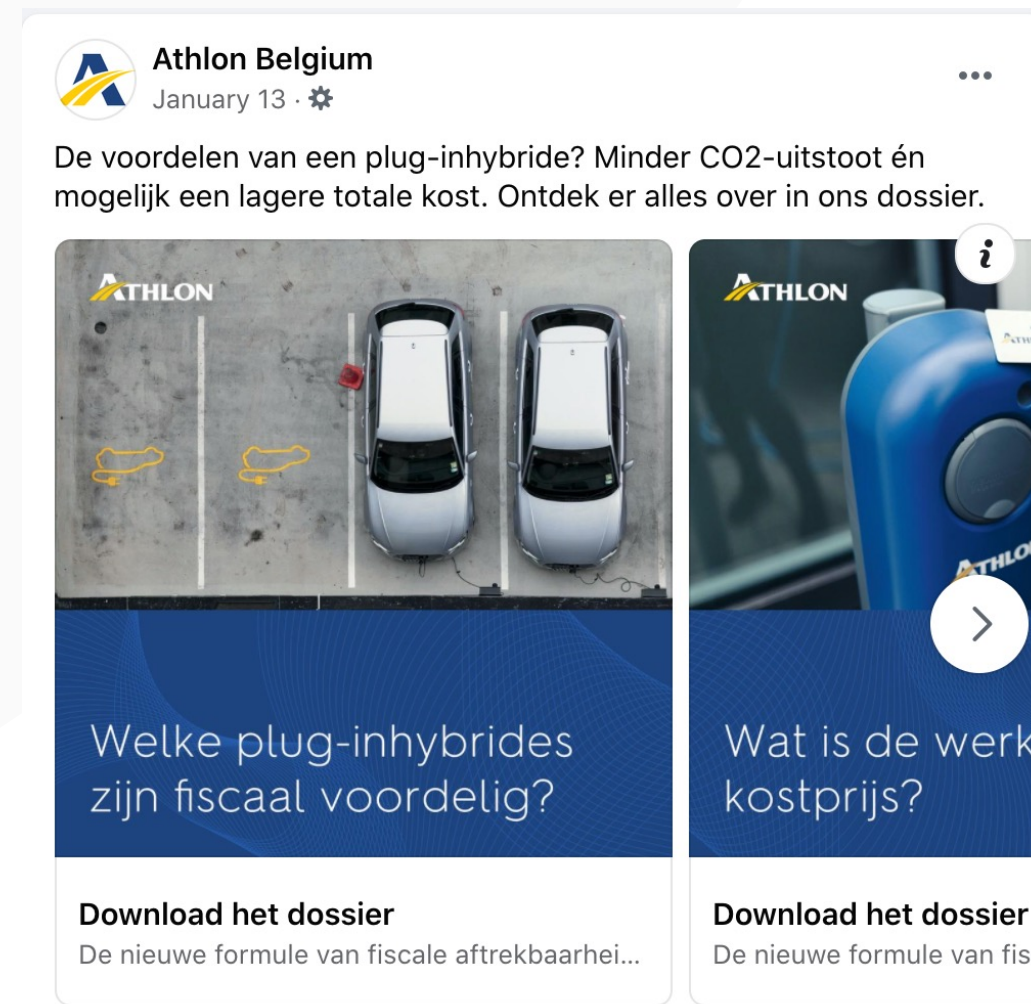 Athlon Belgium
January 13 ·
De voordelen van een plug-inhybride? Minder CO2-uitstoot én
mogelijk een lagere totale kost. Ontdek er alles over in ons dossier.
ATHLON
Welke plug-inhybrides
zijn fiscaal voordelig?
Download het dossier
De nieuwe formule van fiscale aftrekbaarhei...
ATHLON
i
ATHLO
Wat is de werk
kostprijs?
Download het dossier
De nieuwe formule van fis